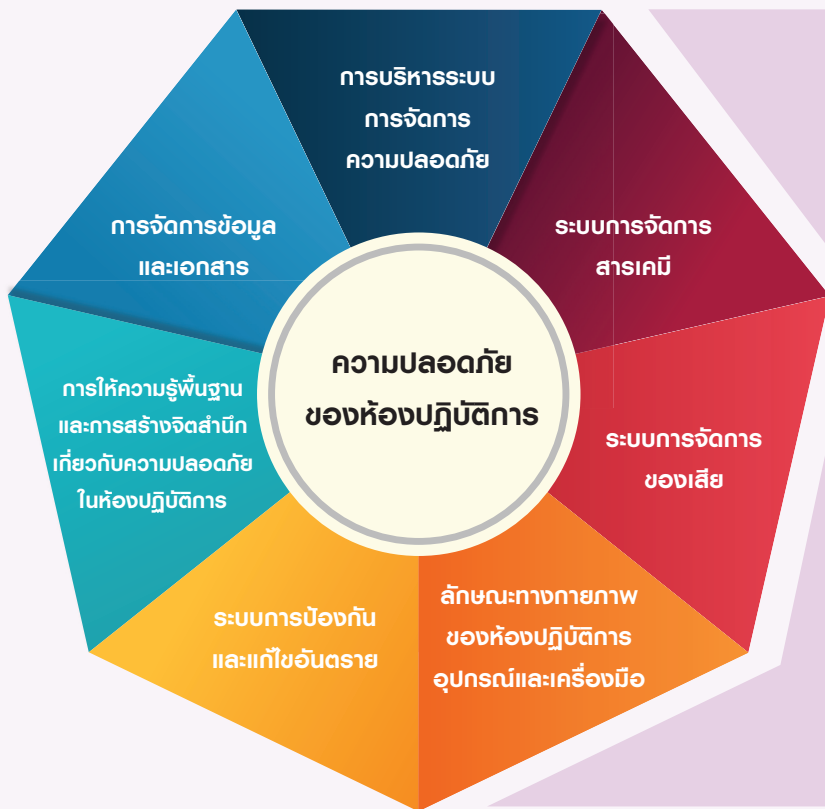 การบริหารระบบ
การจัดการ
ความปลอดภัย
ระบบการจัดการ
สารเคมี
ระบบการจัดการ
ของเสีย
ลักษณะทางกายภาพ
ของห้องปฏิบัติการ
อุปกรณ์และเครื่องมือ
ระบบการป้องกัน
และแก้ไขอันตราย
การให้ความรู้พื้นฐาน
และการสร้างจิตสำนึก
เกี่ยวกับความปลอดภัย
ในห้องปฏิบัติการ
การจัดการข้อมูล
และเอกสาร
ความปลอดภัย
ของห้องปฏิบัติการ